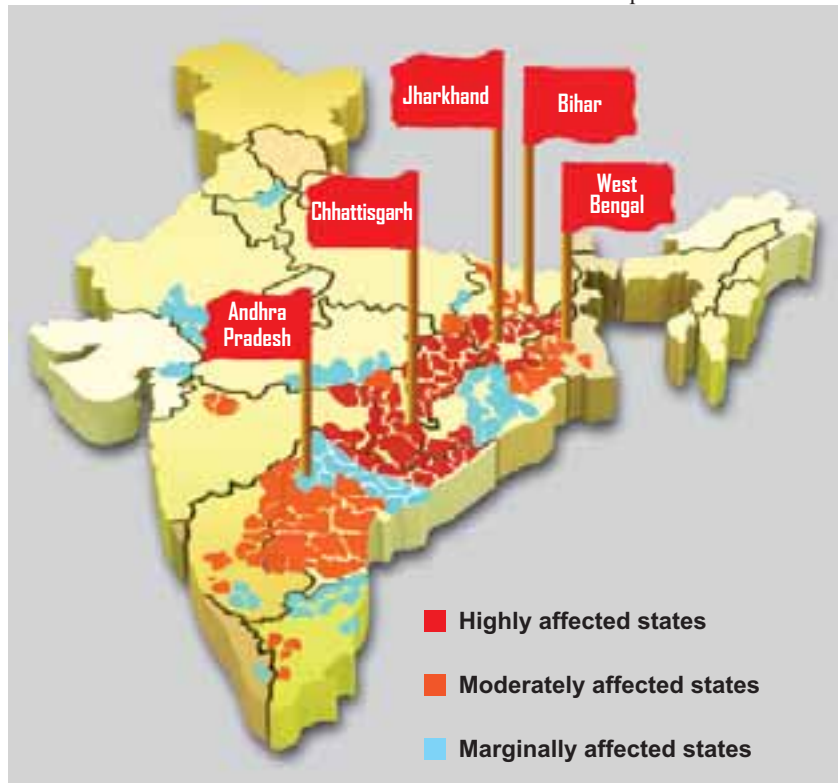 Jharkhand
Bihar
West
Bengal
Chhattisgarh
Andhra
Pradesh
Highly affected states
Moderately affected states
Marginally affected states